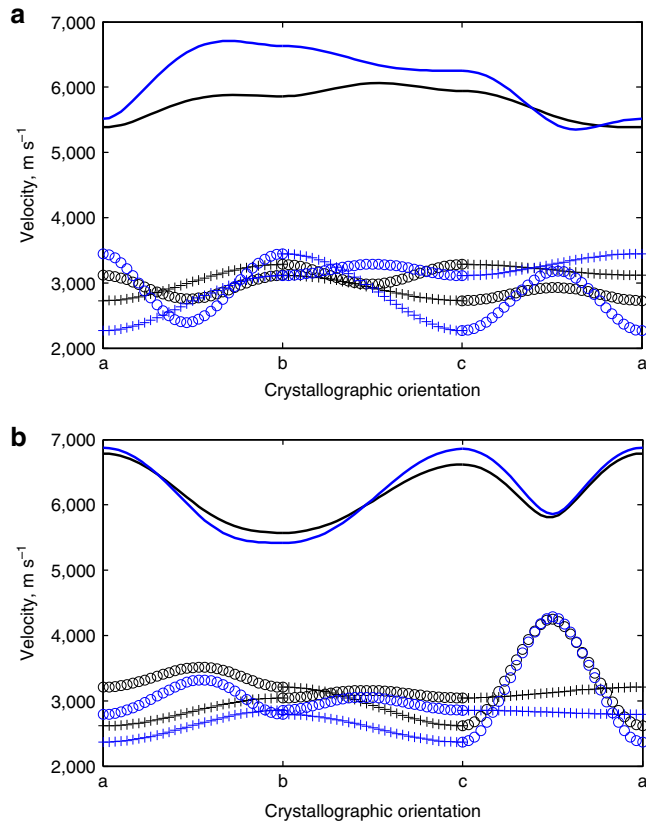 a
7,000
6,000
5,000
4,000
3,000
2,000
Velocity, m s⁻¹
a b c a
Crystallographic orientation
b
7,000
6,000
5,000
4,000
3,000
2,000
Velocity, m s⁻¹
a b c a
Crystallographic orientation